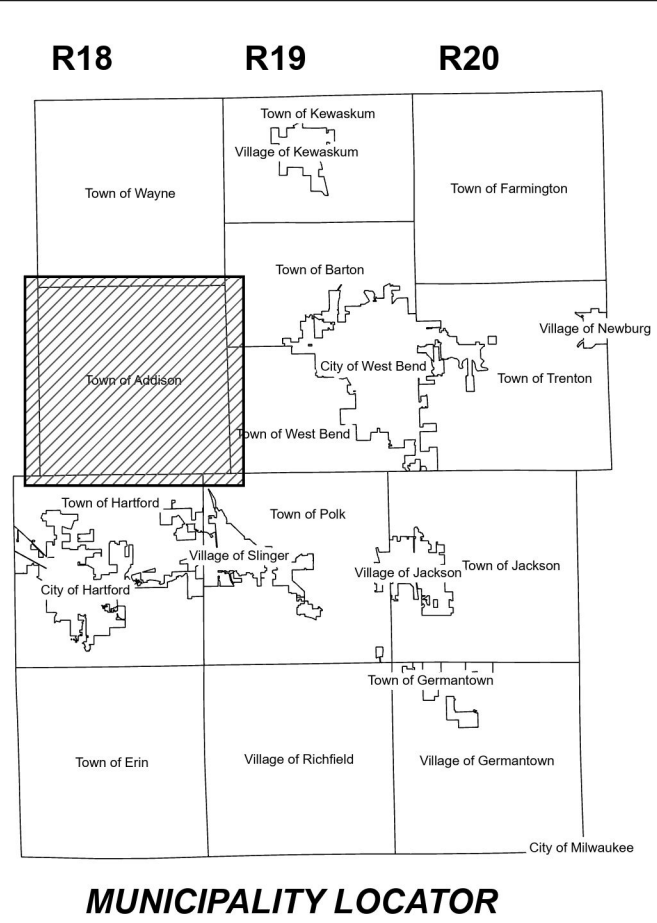 R18 R19 R20
Town of Kewaskum
Village of Kewaskum
Town of Wayne
Town of Farmington
Town of Barton
Village of Newburg
City of West Bend
Town of Addison
Town of Trenton
Town of West Bend
Town of Hartford
Town of Polk
Village of Slinger
Town of Jackson
Village of Jackson
City of Hartford
Town of Germantown
Town of Erin
Village of Richfield
Village of Germantown
City of Milwaukee
MUNICIPALITY LOCATOR